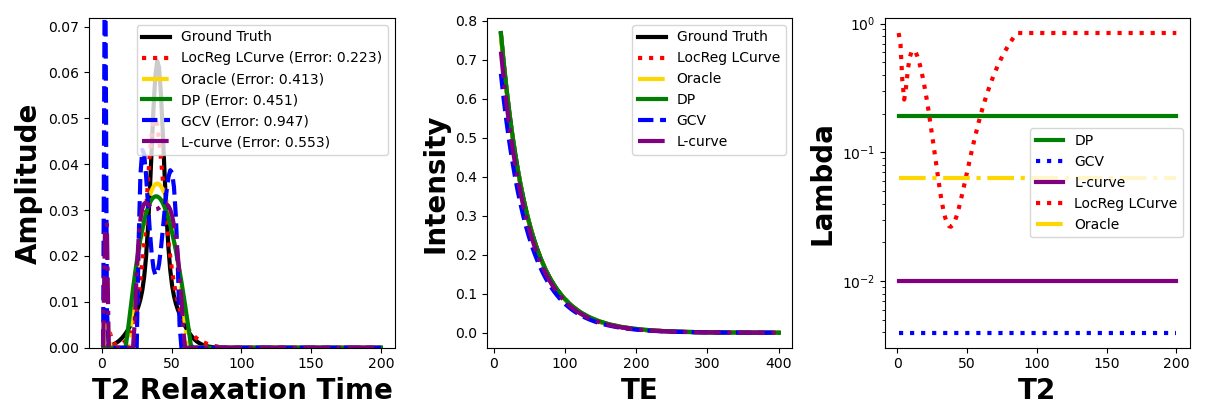 Amplitude
0.07
0.06
0.05
0.04
0.03
0.02
0.01
0.00
Ground Truth
LocReg LCurve (Error: 0.223)
Oracle (Error: 0.413)
DP (Error: 0.451)
GCV (Error: 0.947)
L-curve (Error: 0.553)
0 50 100 150 200
T2 Relaxation Time
Intensity
0.8
0.7
0.6
0.5
0.4
0.3
0.2
0.1
0.0
Ground Truth
LocReg LCurve
Oracle
DP
GCV
L-curve
0 100 200 300 400
TE
Lambda
10⁰
10⁻¹
10⁻²
DP
GCV
L-curve
LocReg LCurve
Oracle
0 50 100 150 200
T2